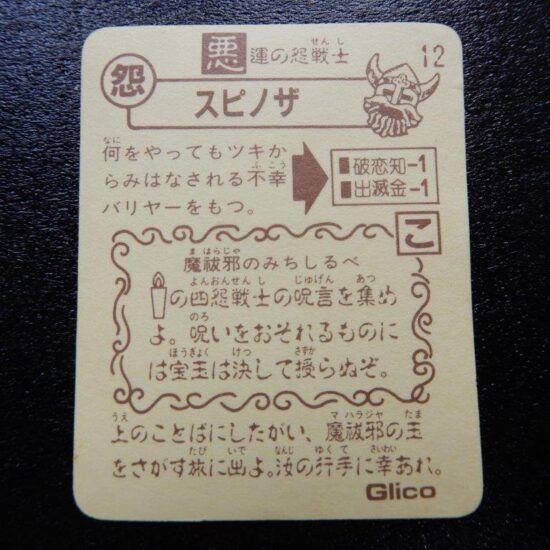 悪運の怨戦士 12
怨 スピノザ
何をやってもツキか
らみはなされる不幸
バリヤーをもつ。
破恋知-1
出滅金-1
こ
魔祓邪のみちしるべ
の四怨戦士の呪言を集め
よ。呪いをおそれるものに
は宝玉は決して授らぬぞ。
上のことばにしたがい、魔祓邪の玉
をさがす旅に出よ。汝の行手に幸あれ。
Glico